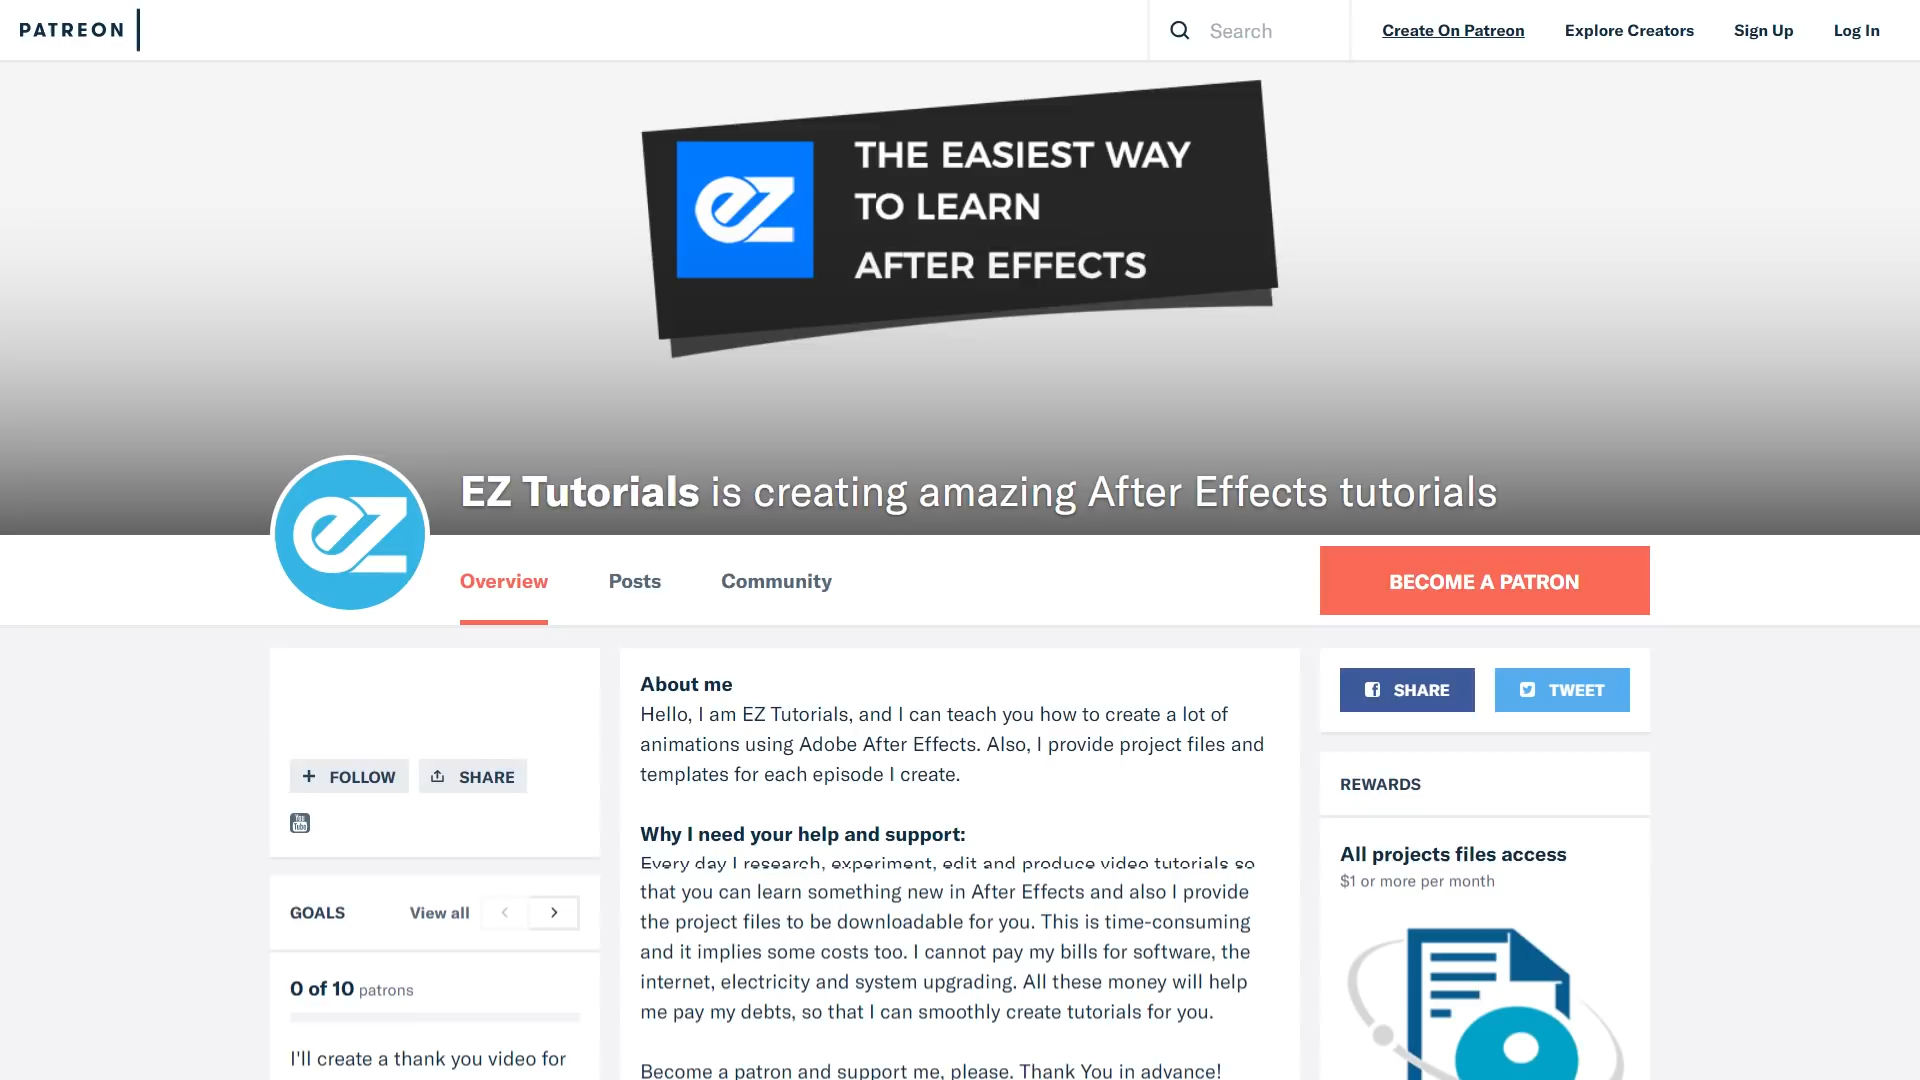 PATREON
Search
Create On Patreon
Explore Creators
Sign Up
Log In
eZ
THE EASIEST WAY
TO LEARN
AFTER EFFECTS
eZ
EZ Tutorials is creating amazing After Effects tutorials
Overview
Posts
Community
BECOME A PATRON
FOLLOW
SHARE
You
Tube
GOALS
View all
0 of 10 patrons
I'll create a thank you video for
About me
Hello, I am EZ Tutorials, and I can teach you how to create a lot of
animations using Adobe After Effects. Also, I provide project files and
templates for each episode I create.
Why I need your help and support:
Every day I research, experiment, edit and produce video tutorials so
that you can learn something new in After Effects and also I provide
the project files to be downloadable for you. This is time-consuming
and it implies some costs too. I cannot pay my bills for software, the
internet, electricity and system upgrading. All these money will help
me pay my debts, so that I can smoothly create tutorials for you.
Become a patron and support me, please. Thank You in advance!
SHARE
TWEET
REWARDS
All projects files access
$1 or more per month